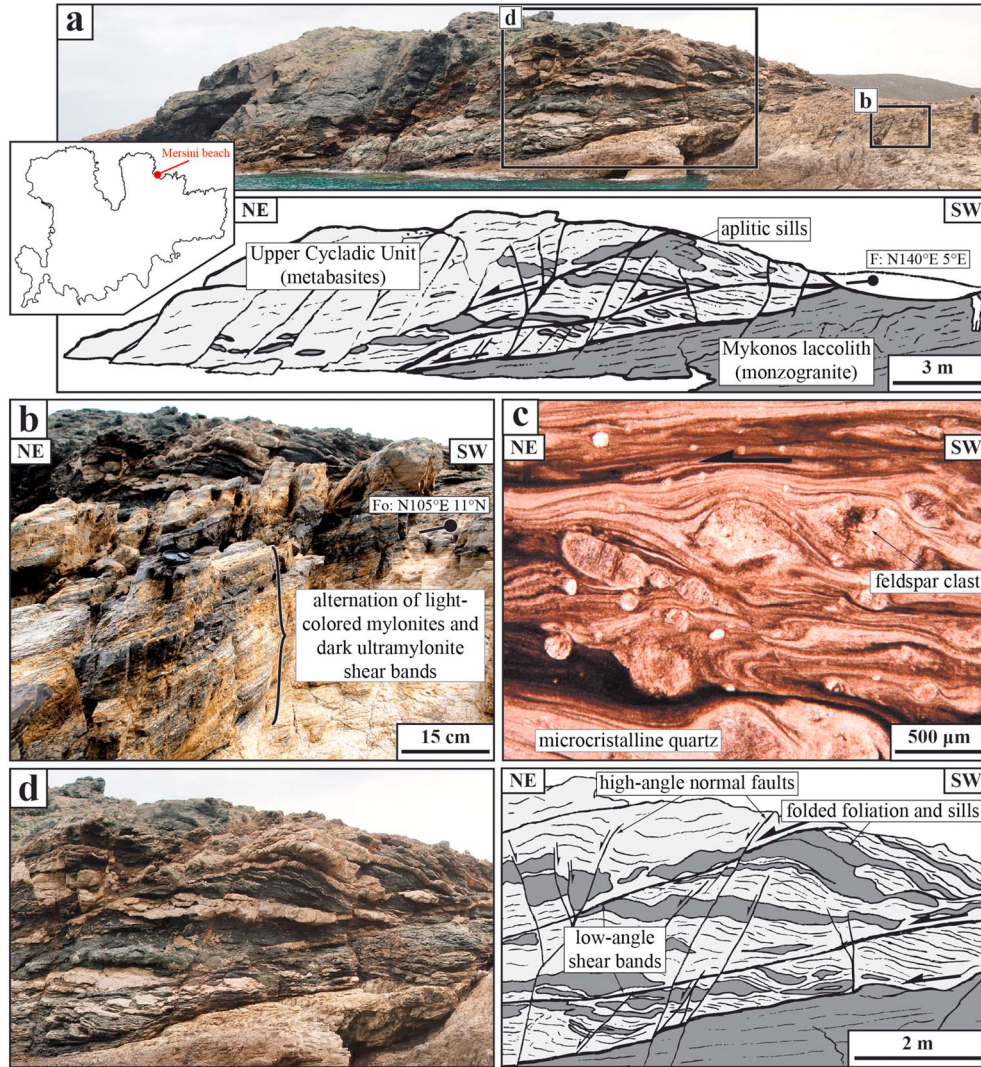 a
d
b
Mersini beach
NE
SW
aplitic sills
Upper Cycladic Unit
(metabasites)
F: N140°E 5°E
Mykonos laccolith
(monzogranite)
3 m
b
NE
SW
Fo: N105°E 11°N
alternation of light-
colored mylonites and
dark ultramylonite
shear bands
15 cm
c
NE
SW
feldspar clast
microcristalline quartz
500 µm
d
NE
SW
high-angle normal faults
folded foliation and sills
low-angle
shear bands
2 m